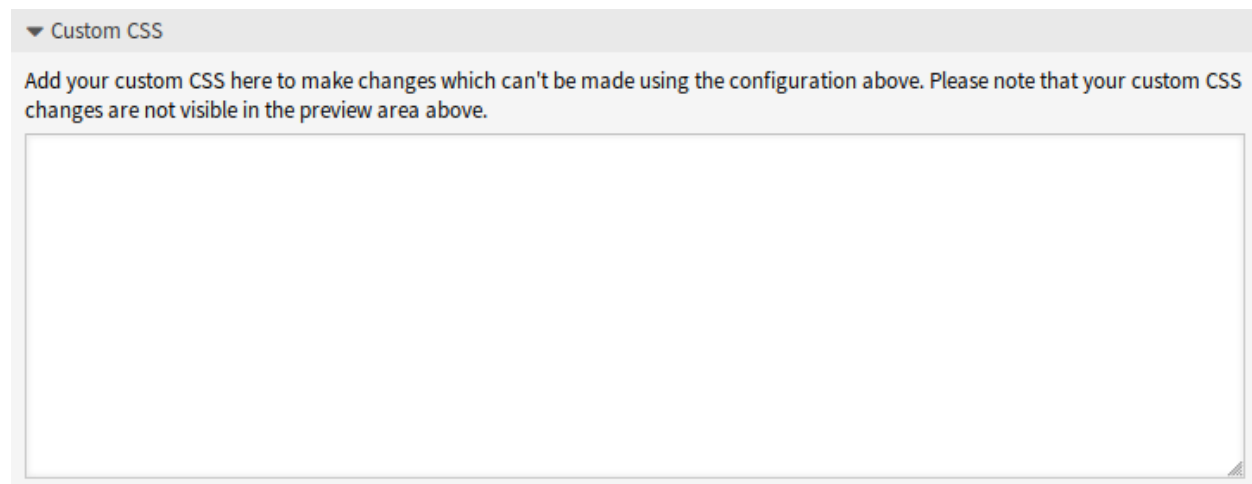 Custom CSS
Add your custom CSS here to make changes which can't be made using the configuration above. Please note that your custom CSS
changes are not visible in the preview area above.